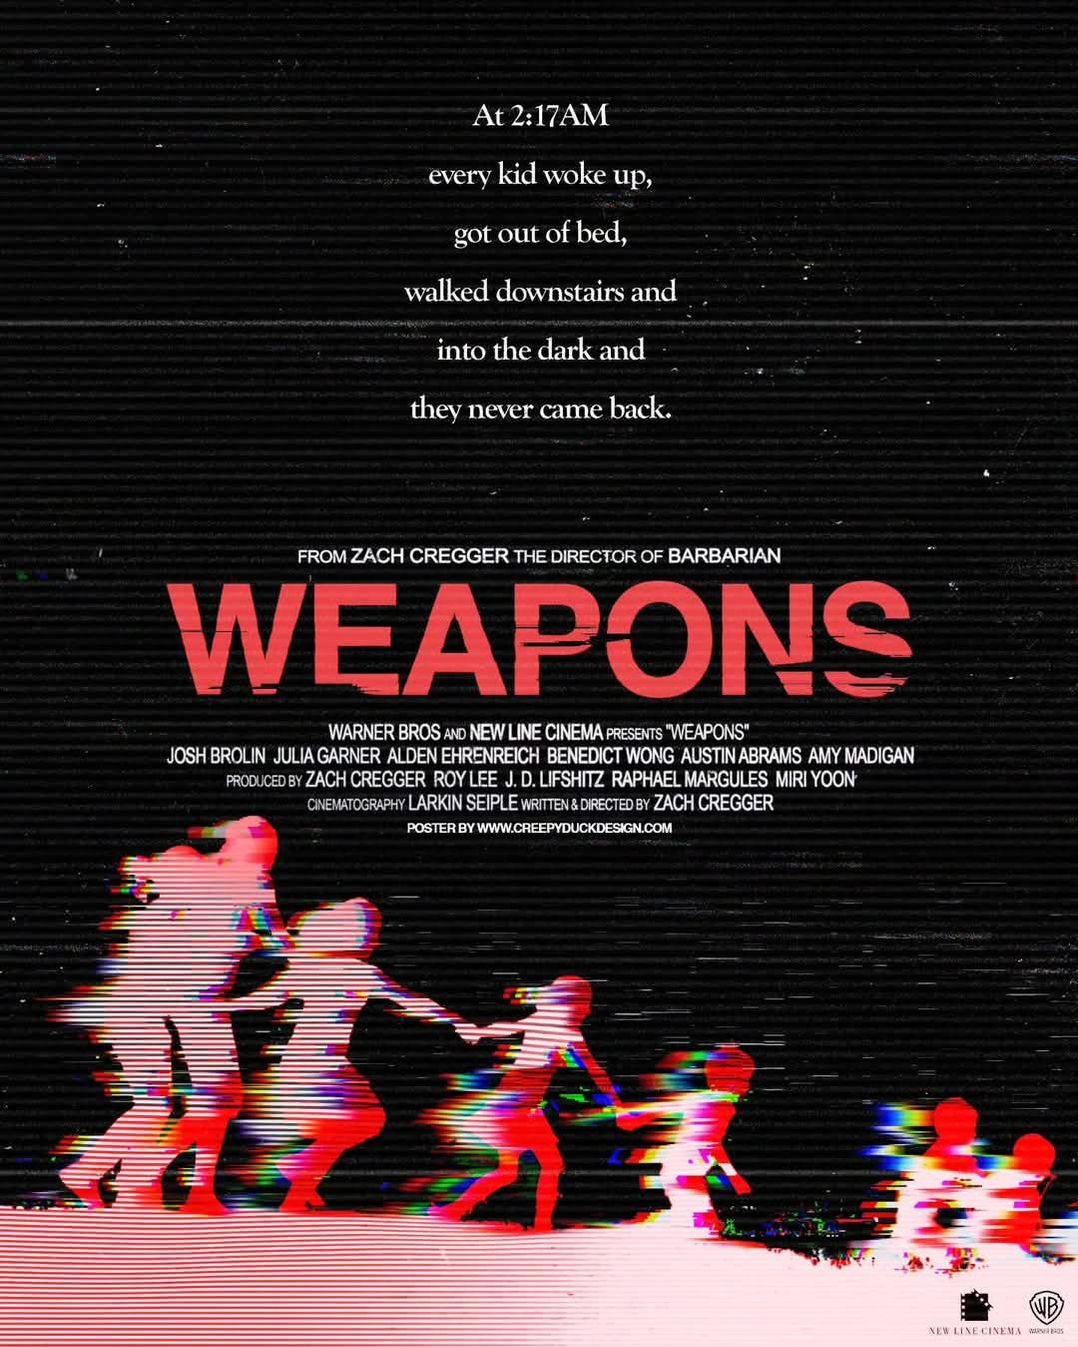 At 2:17AM
every kid woke up,
got out of bed,
walked downstairs and
into the dark and
they never came back.
FROM ZACH CREGGER THE DIRECTOR OF BARBARIAN
WEAPONS
WARNER BROS AND NEW LINE CINEMA PRESENTS "WEAPONS"
JOSH BROLIN JULIA GARNER ALDEN EHRENREICH BENEDICT WONG AUSTIN ABRAMS AMY MADIGAN
PRODUCED BY ZACH CREGGER ROY LEE J. D. LIFSHITZ RAPHAEL MARGULES MIRI YOON
CINEMATOGRAPHY LARKIN SEIPLE WRITTEN & DIRECTED BY ZACH CREGGER
POSTER BY WWW.CREEPYDUCKDESIGN.COM
WB
NEW LINE CINEMA
WARNER BROS